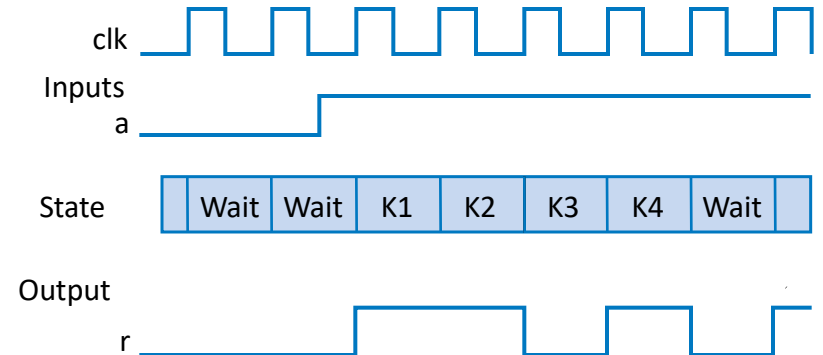 clk
Inputs
a
State Wait Wait K1 K2 K3 K4 Wait
Output
r